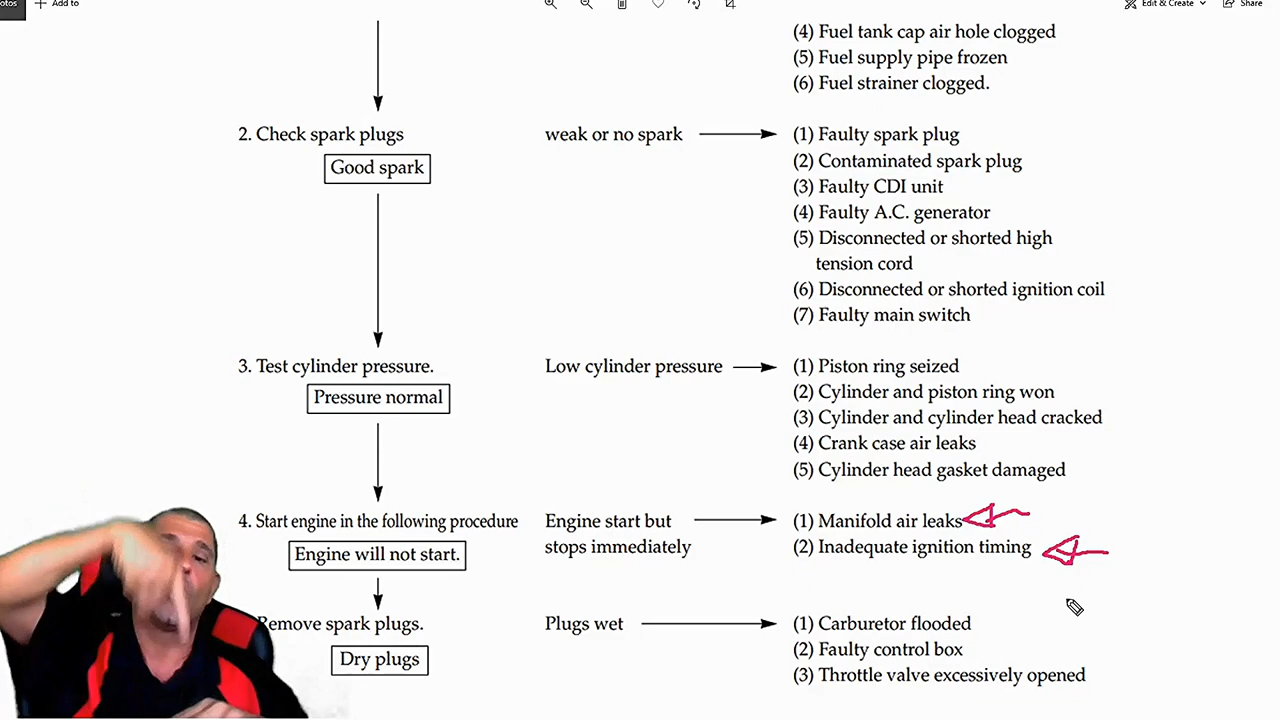 Add to
Edit & Create
Share
(4) Fuel tank cap air hole clogged
(5) Fuel supply pipe frozen
(6) Fuel strainer clogged.
2. Check spark plugs
Good spark
weak or no spark
(1) Faulty spark plug
(2) Contaminated spark plug
(3) Faulty CDI unit
(4) Faulty A.C. generator
(5) Disconnected or shorted high
tension cord
(6) Disconnected or shorted ignition coil
(7) Faulty main switch
3. Test cylinder pressure.
Pressure normal
Low cylinder pressure
(1) Piston ring seized
(2) Cylinder and piston ring won
(3) Cylinder and cylinder head cracked
(4) Crank case air leaks
(5) Cylinder head gasket damaged
4. Start engine in the following procedure
Engine will not start.
Engine start but
stops immediately
(1) Manifold air leaks
(2) Inadequate ignition timing
Remove spark plugs.
Dry plugs
Plugs wet
(1) Carburetor flooded
(2) Faulty control box
(3) Throttle valve excessively opened